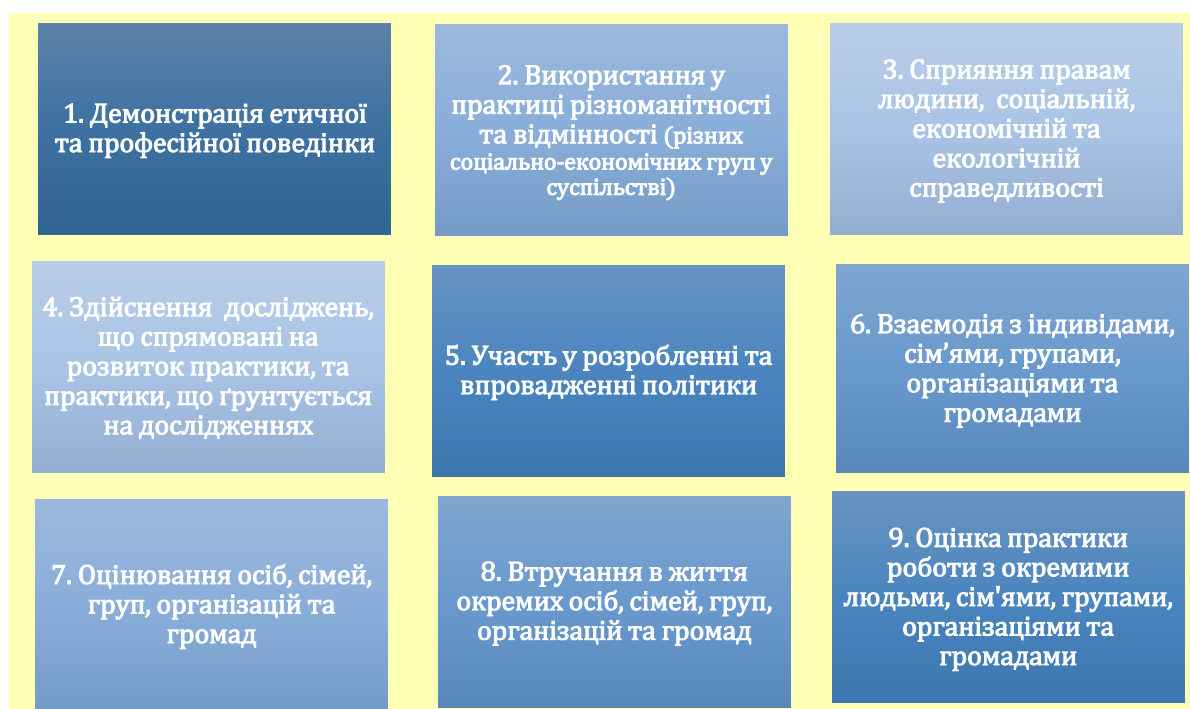 1. Демонстрація етичної
та професійної поведінки
2. Використання у
практиці різноманітності
та відмінності (різних
соціально-економічних груп у
суспільстві)
3. Сприяння правам
людини, соціальній,
економічній та
екологічній
справедливості
4. Здійснення досліджень,
що спрямовані на
розвиток практики, та
практики, що ґрунтується
на дослідженнях
5. Участь у розробленні та
впровадженні політики
6. Взаємодія з індивідами,
сім’ями, групами,
організаціями та
громадами
7. Оцінювання осіб, сімей,
груп, організацій та
громад
8. Втручання в життя
окремих осіб, сімей, груп,
організацій та громад
9. Оцінка практики
роботи з окремими
людьми, сім'ями, групами,
організаціями та
громадами